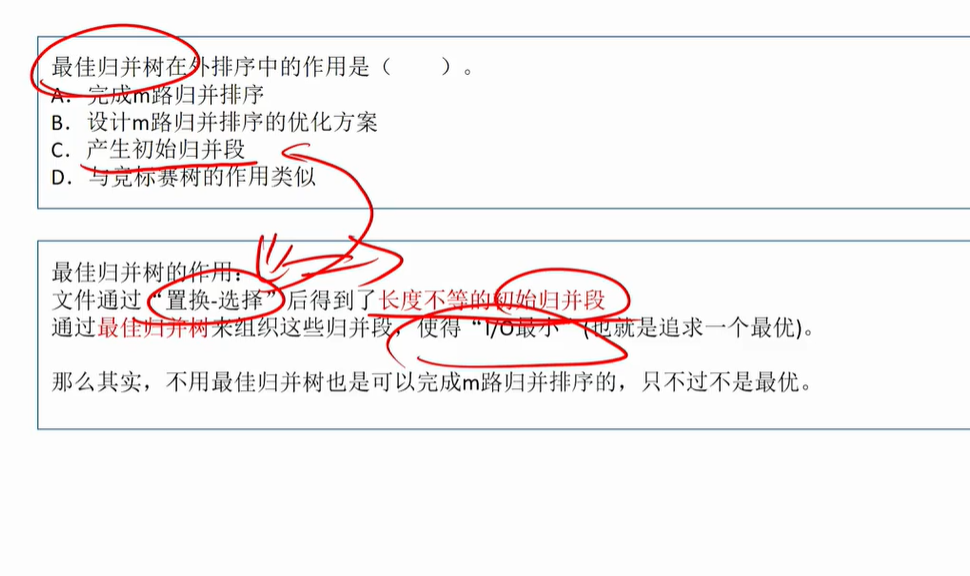 最佳归并树在外排序中的作用是（  ）。
A. 完成m路归并排序
B. 设计m路归并排序的优化方案
C. 产生初始归并段
D. 与竞标赛树的作用类似
最佳归并树的作用：
文件通过“置换-选择”后得到了长度不等的初始归并段
通过最佳归并树来组织这些归并段，使得“I/O最小”(也就是追求一个最优)。
那么其实，不用最佳归并树也是可以完成m路归并排序的，只不过不是最优。